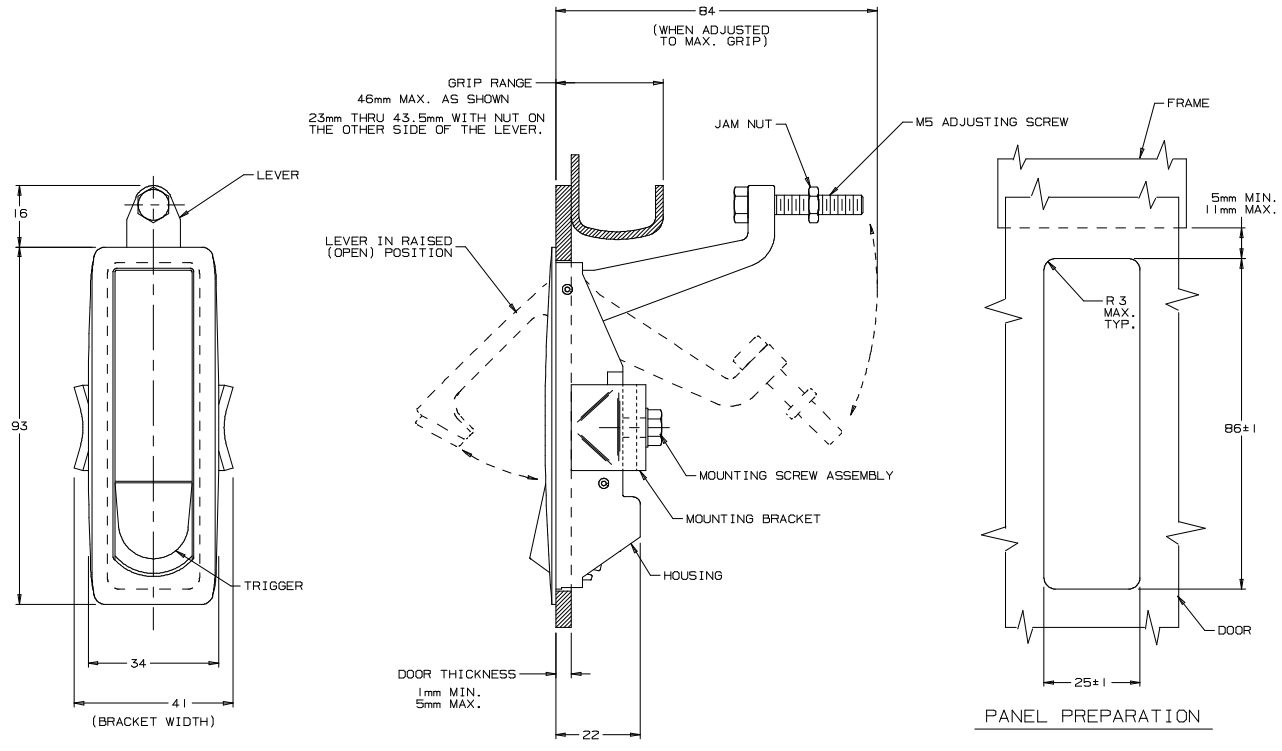 84
(WHEN ADJUSTED
TO MAX. GRIP)
GRIP RANGE
46mm MAX. AS SHOWN
23mm THRU 43.5mm WITH NUT ON
THE OTHER SIDE OF THE LEVER.
JAM NUT
M5 ADJUSTING SCREW
FRAME
LEVER
16
5mm MIN.
11mm MAX.
LEVER IN RAISED
(OPEN) POSITION
R3
MAX.
TYP.
93
86±1
MOUNTING SCREW ASSEMBLY
MOUNTING BRACKET
HOUSING
TRIGGER
DOOR
34
DOOR THICKNESS
1mm MIN.
5mm MAX.
25±1
41
(BRACKET WIDTH)
PANEL PREPARATION
22